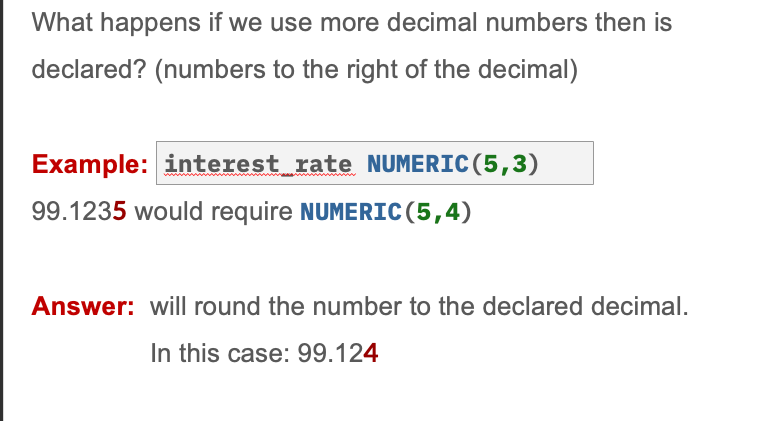 What happens if we use more decimal numbers then is
declared? (numbers to the right of the decimal)
Example: interest_rate NUMERIC(5,3)
99.1235 would require NUMERIC(5,4)
Answer: will round the number to the declared decimal.
In this case: 99.124